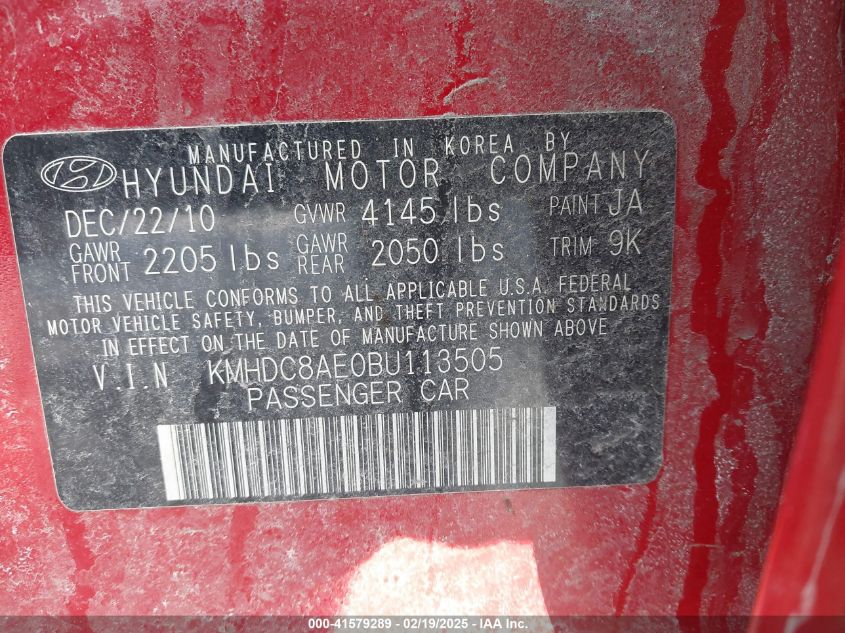 MANUFACTURED IN KOREA BY
HYUNDAI MOTOR COMPANY
DEC/22/10 GVWR 4145 lbs PAINT JA
GAWR FRONT 2205 lbs GAWR REAR 2050 lbs TRIM 9K
THIS VEHICLE CONFORMS TO ALL APPLICABLE U.S.A. FEDERAL
MOTOR VEHICLE SAFETY, BUMPER, AND THEFT PREVENTION STANDARDS
IN EFFECT ON THE DATE OF MANUFACTURE SHOWN ABOVE
V.I.N KMHDC8AE0BU113505
PASSENGER CAR
000-41579289 - 02/19/2025 - IAA Inc.